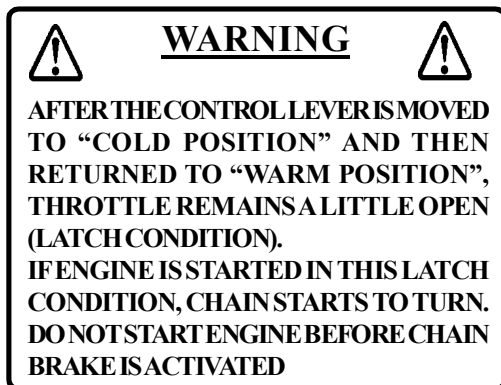 WARNING
AFTER THE CONTROL LEVER IS MOVED
TO “COLD POSITION” AND THEN
RETURNED TO “WARM POSITION”,
THROTTLE REMAINS A LITTLE OPEN
(LATCH CONDITION).
IF ENGINE IS STARTED IN THIS LATCH
CONDITION, CHAIN STARTS TO TURN.
DO NOT START ENGINE BEFORE CHAIN
BRAKE IS ACTIVATED